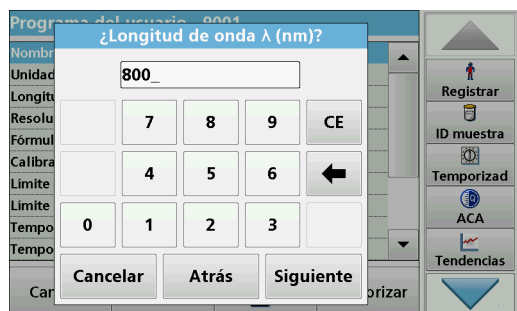 Programa del usuario 9001
¿Longitud de onda λ (nm)?
800_
Nombr
Unidad
Longitu
Resolu
Fórmul
Calibra
Límite
Límite
Tempo
Tempo
7 8 9 CE
4 5 6
0 1 2 3
Cancelar Atrás Siguiente
Car
orizar
Registrar
ID muestra
Temporizad
ACA
Tendencias